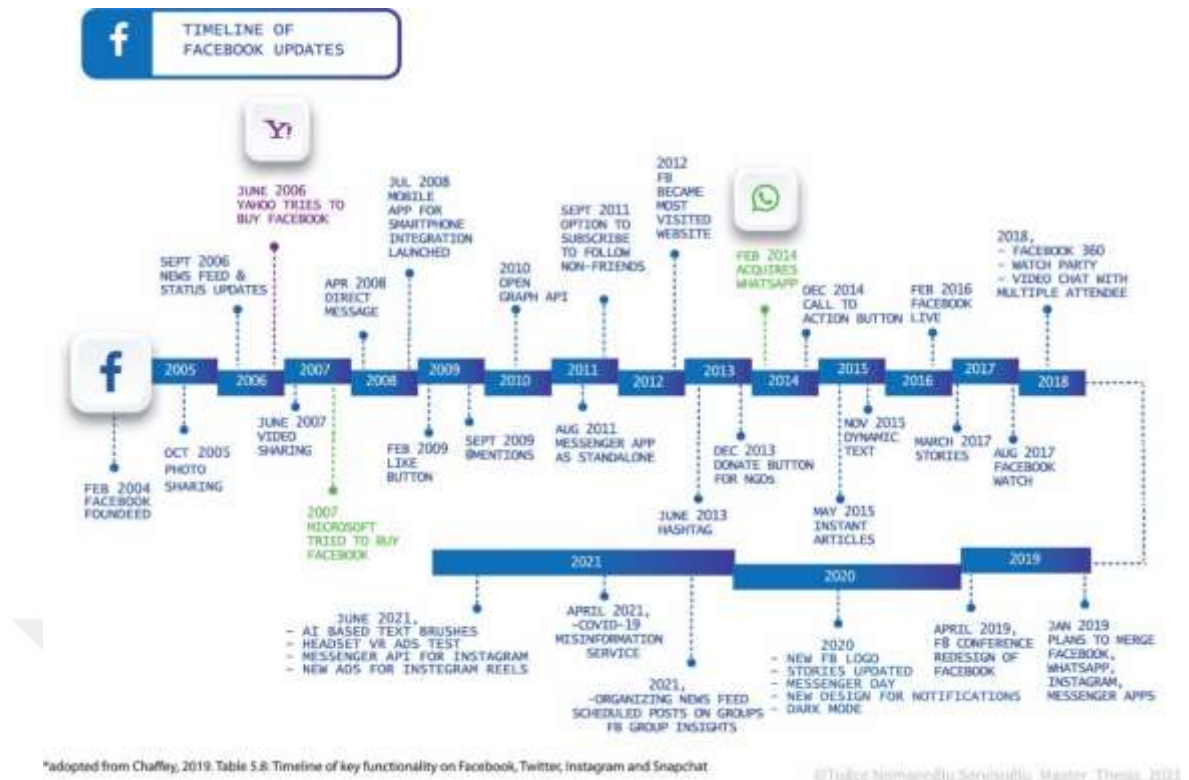 f
TIMELINE OF
FACEBOOK UPDATES
Y!
JUNE 2006
YAHOO TRIES TO
BUY FACEBOOK
SEPT 2006
NEWS FEED &
STATUS UPDATES
APR 2008
DIRECT
MESSAGE
JUL 2008
MOBILE
APP FOR
SMARTPHONE
INTEGRATION
LAUNCHED
2010
OPEN
GRAPH API
SEPT 2011
OPTION TO
SUBSCRIBE
TO FOLLOW
NON-FRIENDS
2012
FB
BECAME
MOST
VISITED
WEBSITE
FEB 2014
ACQUIRES
WHATSAPP
DEC 2014
CALL TO
ACTION BUTTON
FEB 2016
FACEBOOK
LIVE
2018,
- FACEBOOK 360
- WATCH PARTY
- VIDEO CHAT WITH
MULTIPLE ATTENDEE
f
2005
2006
2007
2008
2009
2010
2011
2012
2013
2014
2015
2016
2017
2018
FEB 2004
FACEBOOK
FOUNDEED
OCT 2005
PHOTO
SHARING
JUNE 2007
VIDEO
SHARING
2007
MICROSOFT
TRIED TO BUY
FACEBOOK
FEB 2009
LIKE
BUTTON
SEPT 2009
@MENTIONS
AUG 2011
MESSENGER APP
AS STANDALONE
JUNE 2013
HASHTAG
DEC 2013
DONATE BUTTON
FOR NGOs
MAY 2015
INSTANT
ARTICLES
NOV 2015
DYNAMIC
TEXT
MARCH 2017
STORIES
AUG 2017
FACEBOOK
WATCH
2021
2020
2019
JUNE 2021,
- AI BASED TEXT BRUSHES
- HEADSET VR ADS TEST
- MESSENGER API FOR INSTAGRAM
- NEW ADS FOR INSTEGRAM REELS
APRIL 2021,
-COVID-19
MISINFORMATION
SERVICE
2021,
-ORGANIZING NEWS FEED
SCHEDULED POSTS ON GROUPS
FB GROUP INSIGHTS
2020
- NEW FB LOGO
- STORIES UPDATED
- MESSENGER DAY
- NEW DESIGN FOR NOTIFICATIONS
- DARK MODE
APRIL 2019,
FB CONFERENCE
REDESIGN OF
FACEBOOK
JAN 2019
PLANS TO MERGE
FACEBOOK,
WHATSAPP,
INSTAGRAM,
MESSENGER APPS
*adopted from Chaffey, 2019. Table 5.8: Timeline of key functionality on Facebook, Twitter, Instagram and Snapchat
Master Thesis, 2021